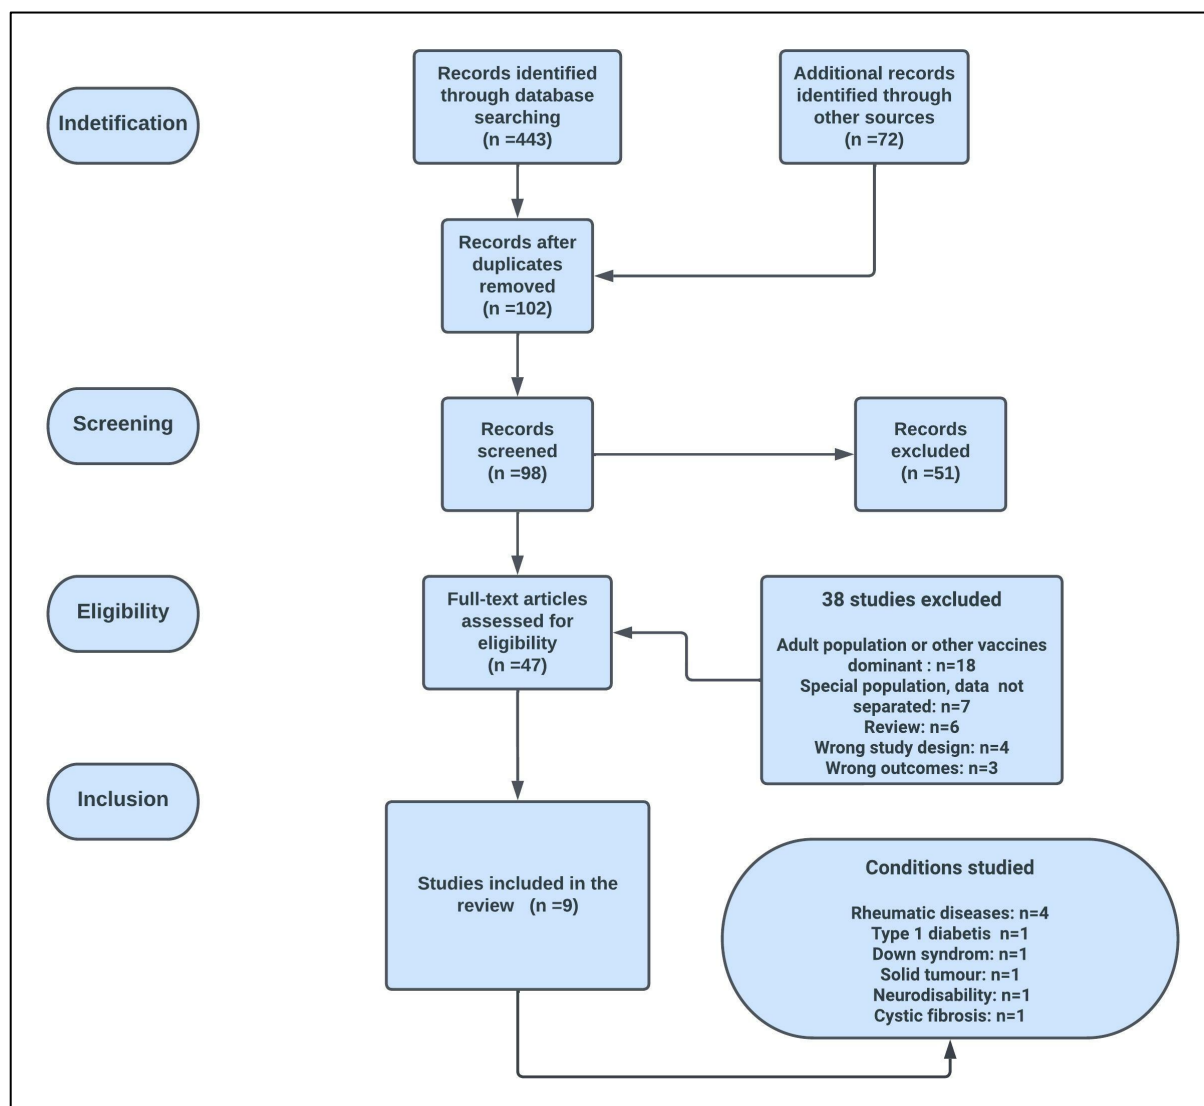 Indetification
Records identified
through database
searching
(n =443)
Additional records
identified through
other sources
(n =72)
Records after
duplicates
removed
(n =102)
Screening
Records
screened
(n =98)
Records
excluded
(n =51)
Eligibility
Full-text articles
assessed for
eligibility
(n =47)
38 studies excluded
Adult population or other vaccines
dominant : n=18
Special population, data not
separated: n=7
Review: n=6
Wrong study design: n=4
Wrong outcomes: n=3
Inclusion
Studies included in the
review (n =9)
Conditions studied
Rheumatic diseases: n=4
Type 1 diabetis n=1
Down syndrom: n=1
Solid tumour: n=1
Neurodisability: n=1
Cystic fibrosis: n=1